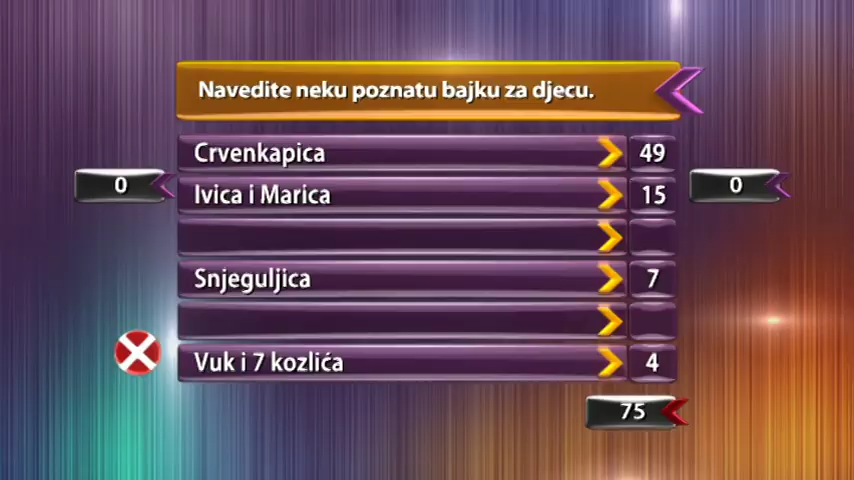 Navedite neku poznatu bajku za djecu.
Crvenkapica 49
0
0
Ivica i Marica 15
Snjeguljica 7
Vuk i 7 kozlića 4
75